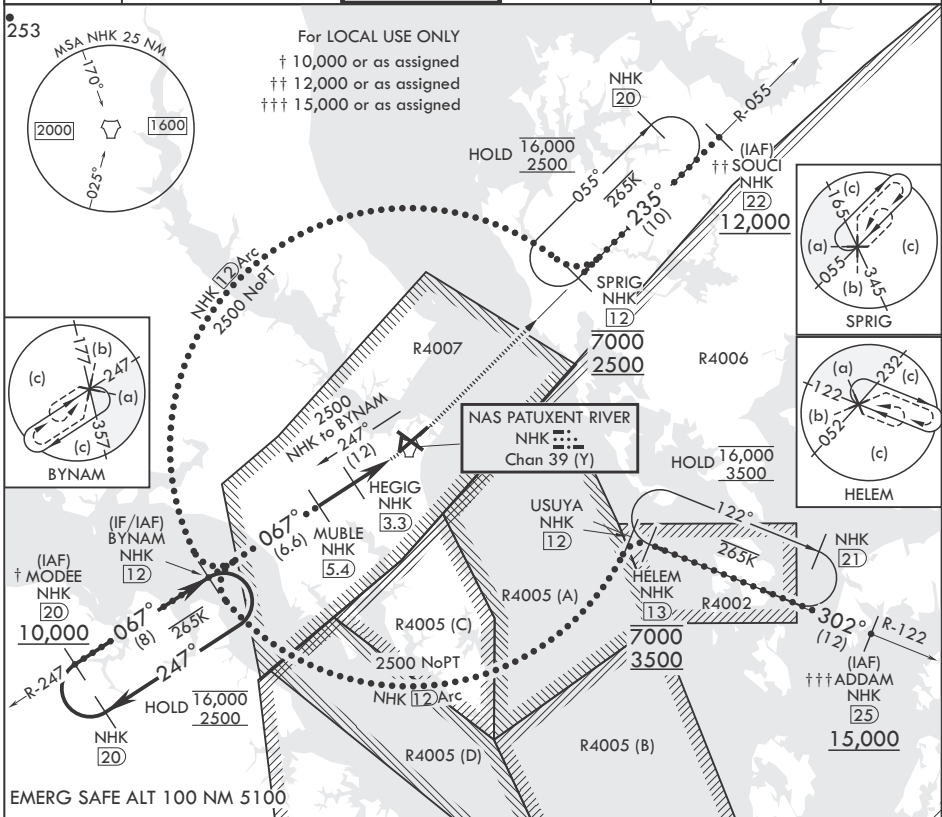 253
MSA NHK 25 NM
170°
2000
1600
025°
For LOCAL USE ONLY
† 10,000 or as assigned
†† 12,000 or as assigned
††† 15,000 or as assigned
NHK
20
R-055
HOLD 16,000
2500
055°
265K
235°
(10)
(IAF)
†† SOUCI
NHK
22
12,000
(c)
165
(a)
(c)
055
345
(b)
SPRIG
NHK 12 Arc
2500 NoPT
SPRIG
NHK
12
7000
2500
R4006
R4007
(b)
177
247
(c)
(a)
357
(c)
BYNAM
(a)
232
(c)
122
(b)
052
(c)
HELEM
2500
NHK to BYNAM
247°
(12)
NAS PATUXENT RIVER
NHK
Chan 39 (Y)
HOLD 16,000
3500
HEGIG
NHK
3.3
067°
(6.6)
MUBLE
NHK
5.4
USUYA
NHK
12
122°
265K
NHK
21
(IF/IAF)
BYNAM
NHK
12
(IAF)
† MODEE
NHK
20
10,000
067°
(8)
265K
247°
R-247
HELEM
NHK
13
7000
3500
R4002
302°
(12)
R-122
(IAF)
†††ADDAM
NHK
25
15,000
R4005 (A)
R4005 (C)
2500 NoPT
NHK 12 Arc
HOLD 16,000
2500
NHK
20
R4005 (D)
R4005 (B)
EMERG SAFE ALT 100 NM 5100